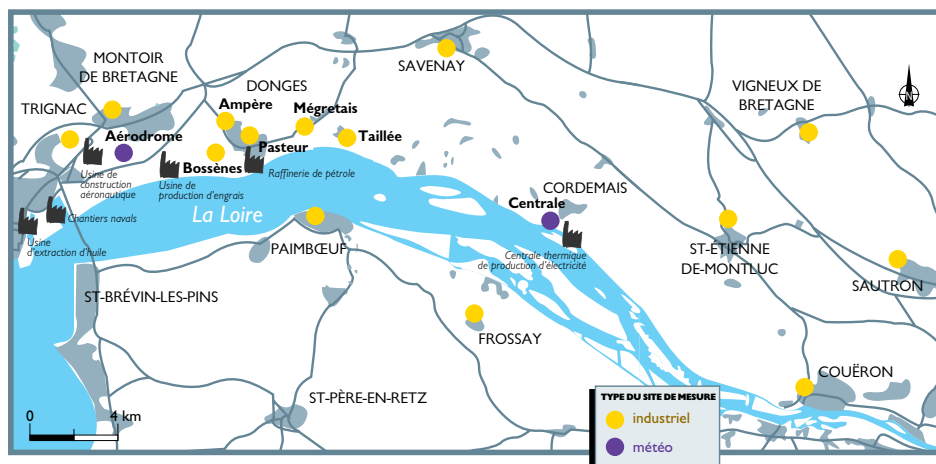 MONTOIR
DE BRETAGNE
DONGES
SAVENAY
VIGNEUX DE
BRETAGNE
TRIGNAC
Ampère
Mégretais
Aérodrome
Pasteur
Taillée
Bossènes
Usine de
construction
aéronautique
Usine de
production d'engrais
Raffinerie de pétrole
Chantiers navals
La Loire
Usine
d'extraction d'huile
PAIMBŒUF
CORDEMAIS
Centrale
Centrale thermique
de production d'électricité
ST-ÉTIENNE
DE-MONTLUC
SAUTRON
ST-BRÉVIN-LES-PINS
FROSSAY
ST-PÈRE-EN-RETZ
COUËRON
0 4 km
TYPE DU SITE DE MESURE
industriel
météo